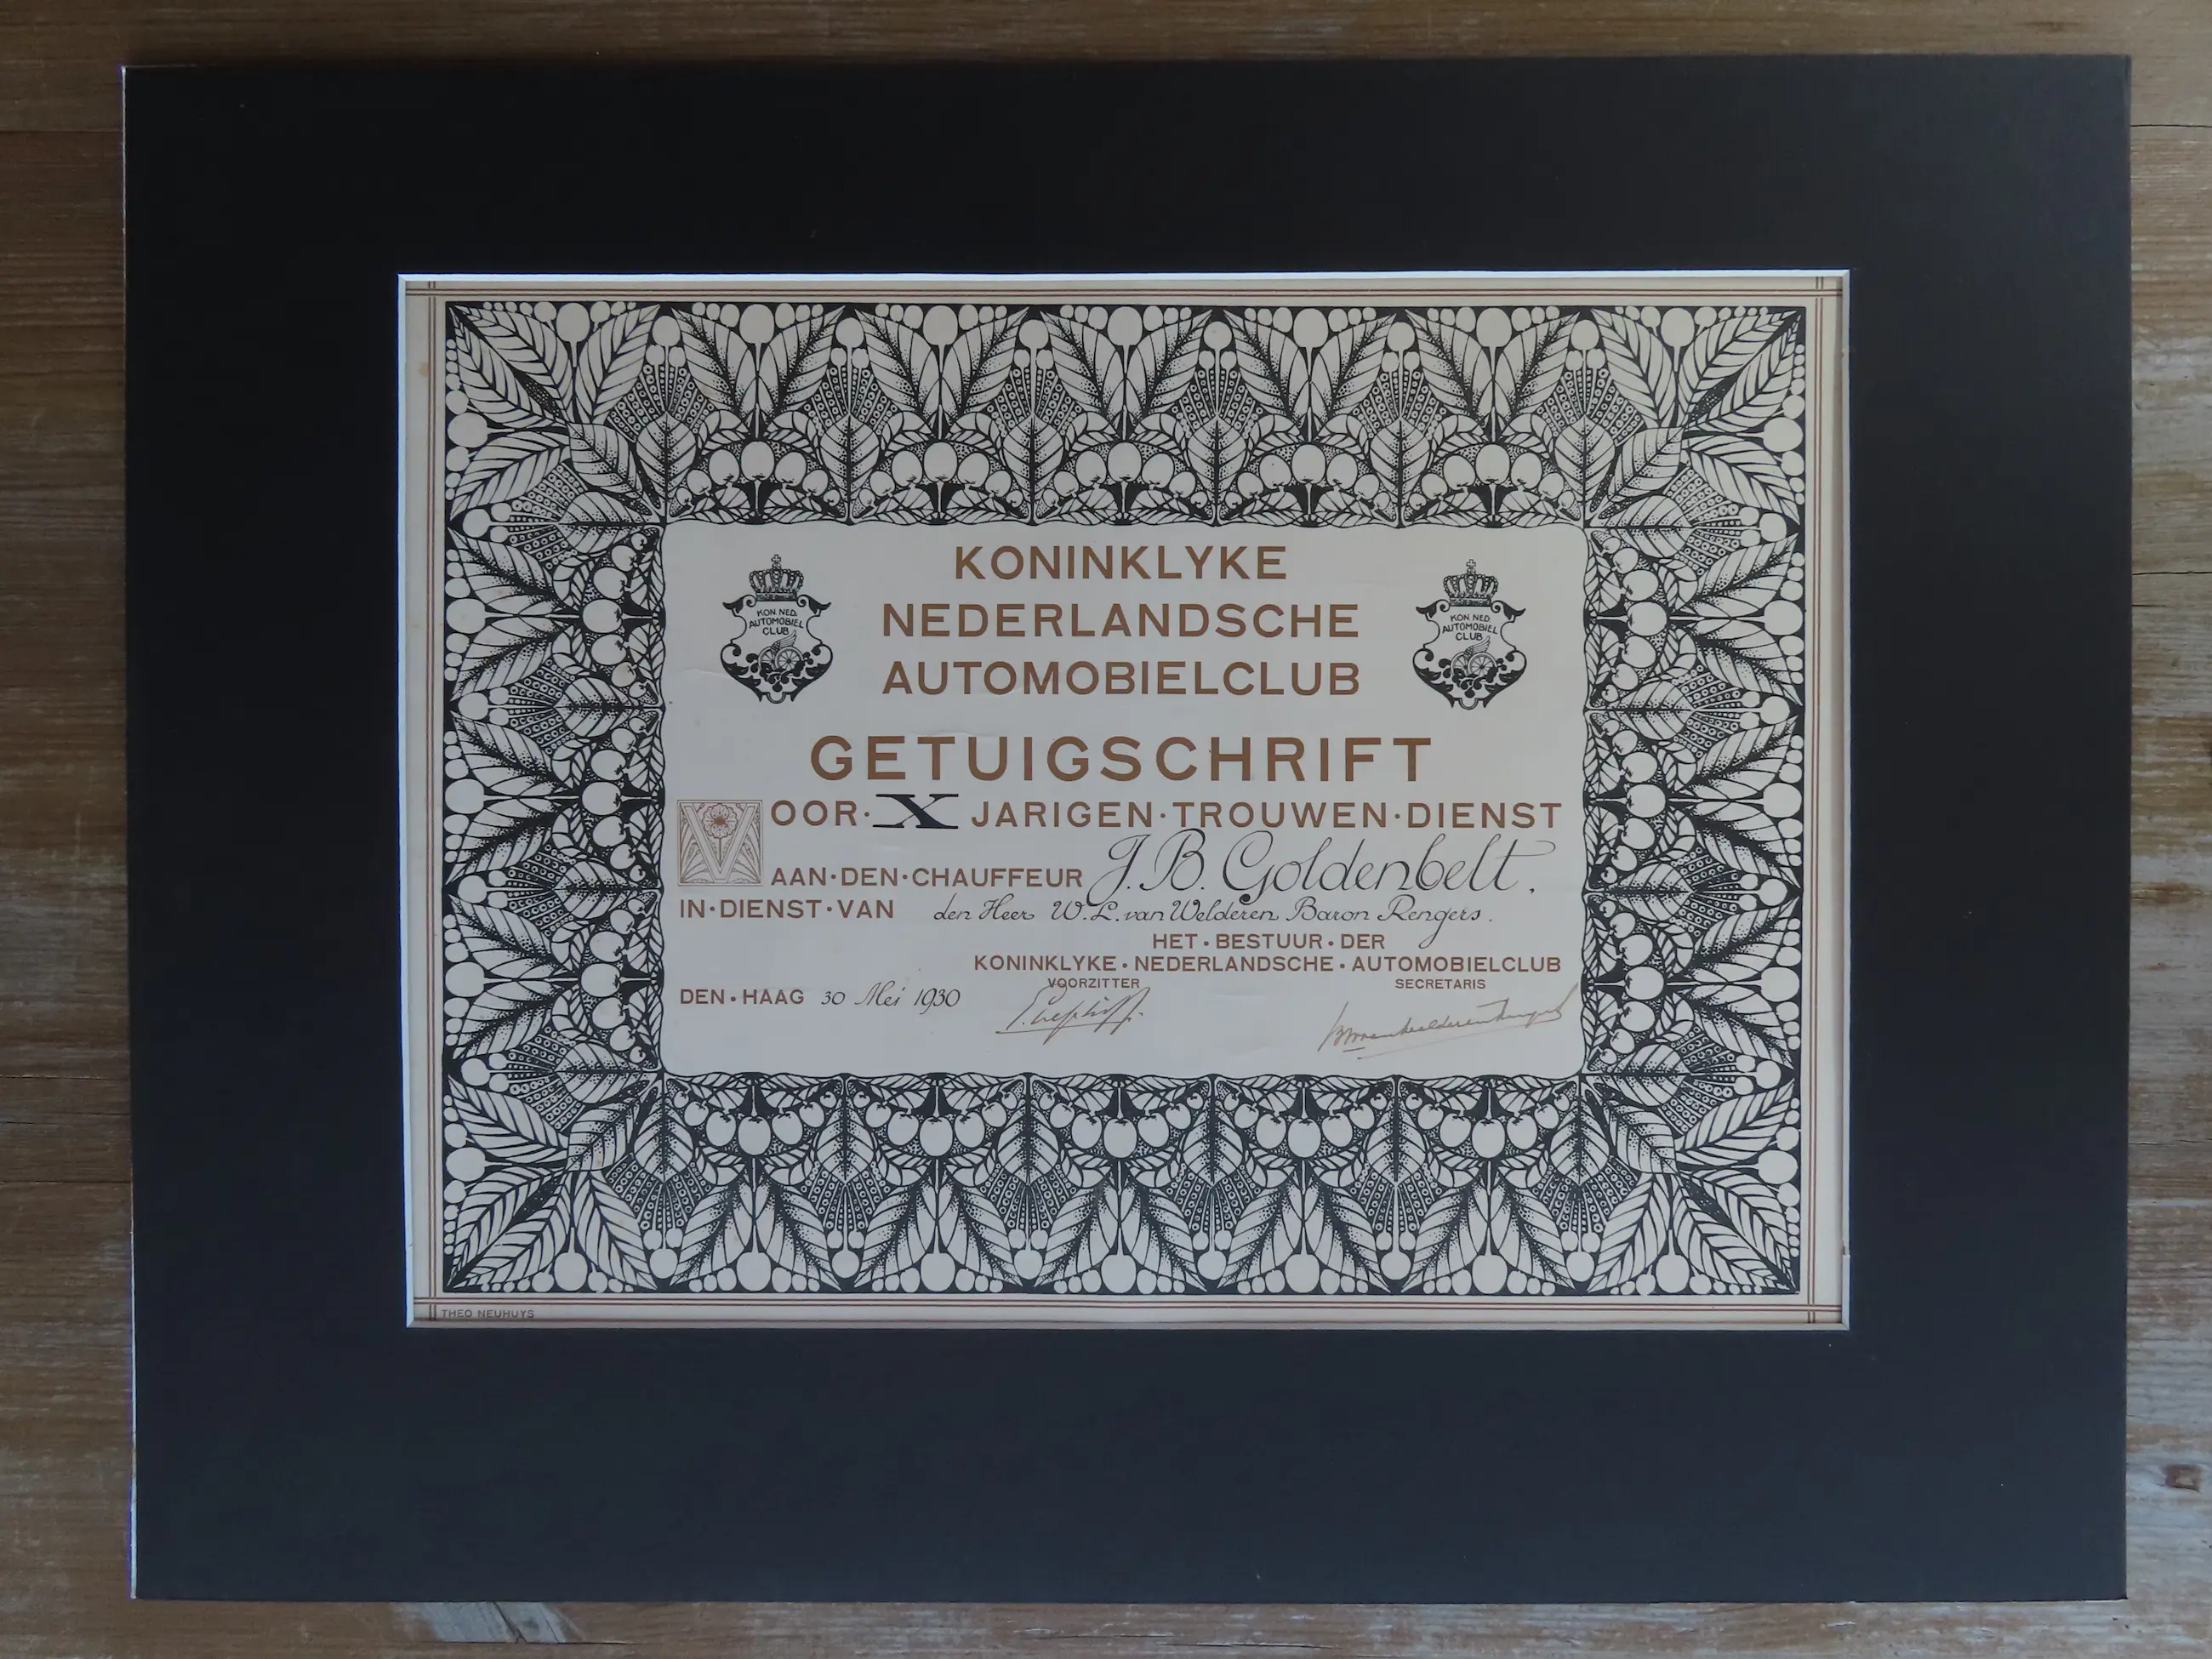 KONINKLYKE
NEDERLANDSCHE
AUTOMOBIELCLUB
KON. NED.
AUTOMOBIEL
CLUB
KON. NED.
AUTOMOBIEL
CLUB
GETUIGSCHRIFT
VOOR · X JARIGEN · TROUWEN · DIENST
AAN · DEN · CHAUFFEUR J. B. Goldenbelt.
IN · DIENST · VAN den Heer W. L. van Welderen Baron Rengers.
HET · BESTUUR · DER
KONINKLYKE · NEDERLANDSCHE · AUTOMOBIELCLUB
VOORZITTER SECRETARIS
DEN · HAAG 30 Mei 1930
THEO NEUHUYS